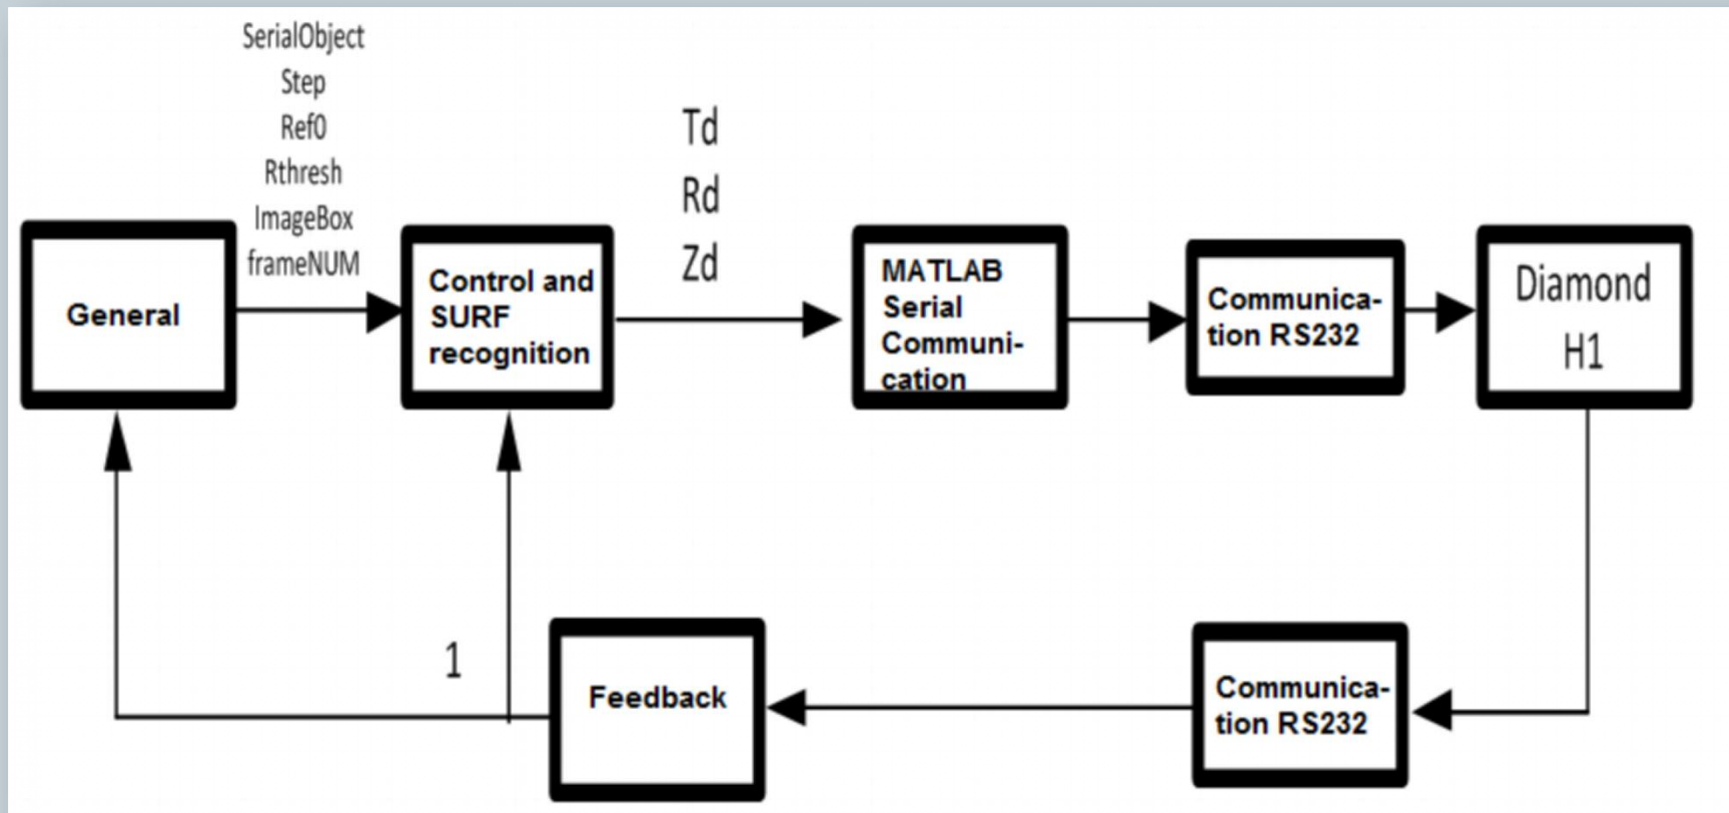 SerialObject
Step
Ref0
Rthresh
ImageBox
frameNUM
Td
Rd
Zd
General
Control and
SURF
recognition
MATLAB
Serial
Communi-
cation
Communica-
tion RS232
Diamond
H1
1
Feedback
Communica-
tion RS232